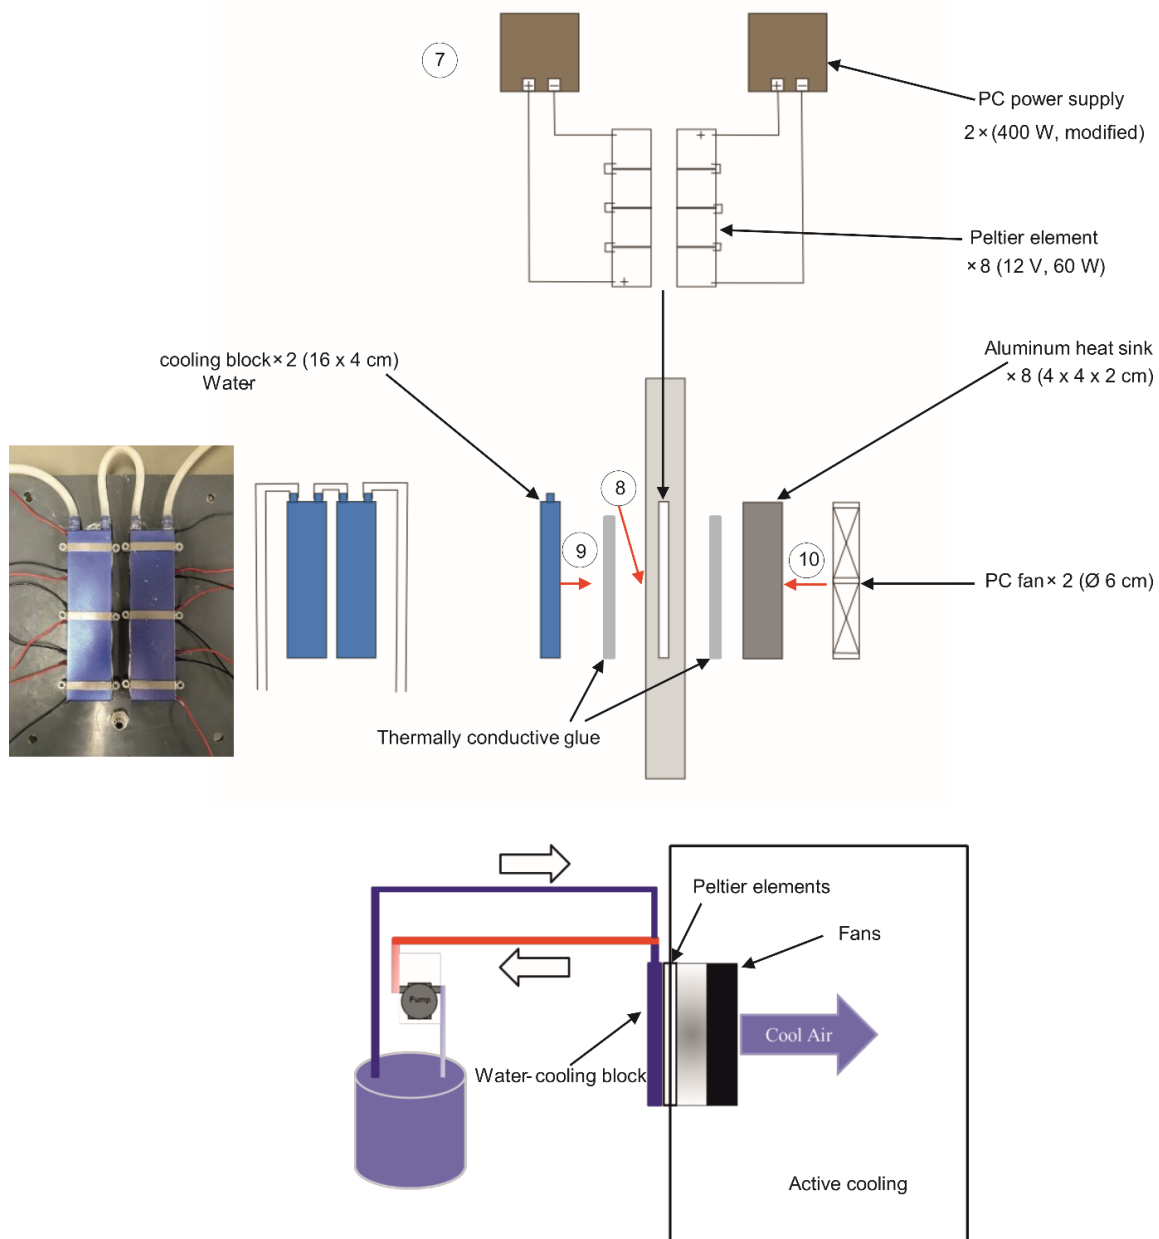 7
+ −
+ −
PC power supply
2 × (400 W, modified)
+
Peltier element
× 8 (12 V, 60 W)
+
cooling block × 2 (16 x 4 cm)
Water
Aluminum heat sink
× 8 (4 x 4 x 2 cm)
8
9
10
PC fan × 2 (Ø 6 cm)
Thermally conductive glue
Peltier elements
Fans
Pump
Cool Air
Water-cooling block
Active cooling